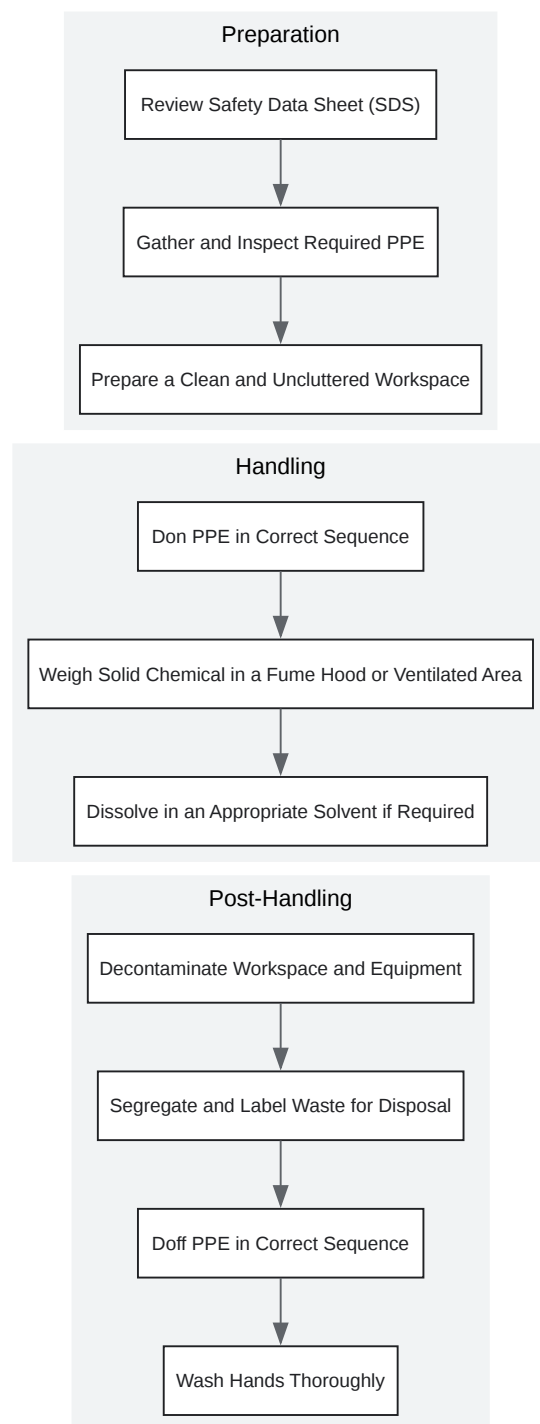 Preparation
Review Safety Data Sheet (SDS)
Gather and Inspect Required PPE
Prepare a Clean and Uncluttered Workspace
Handling
Don PPE in Correct Sequence
Weigh Solid Chemical in a Fume Hood or Ventilated Area
Dissolve in an Appropriate Solvent if Required
Post-Handling
Decontaminate Workspace and Equipment
Segregate and Label Waste for Disposal
Doff PPE in Correct Sequence
Wash Hands Thoroughly